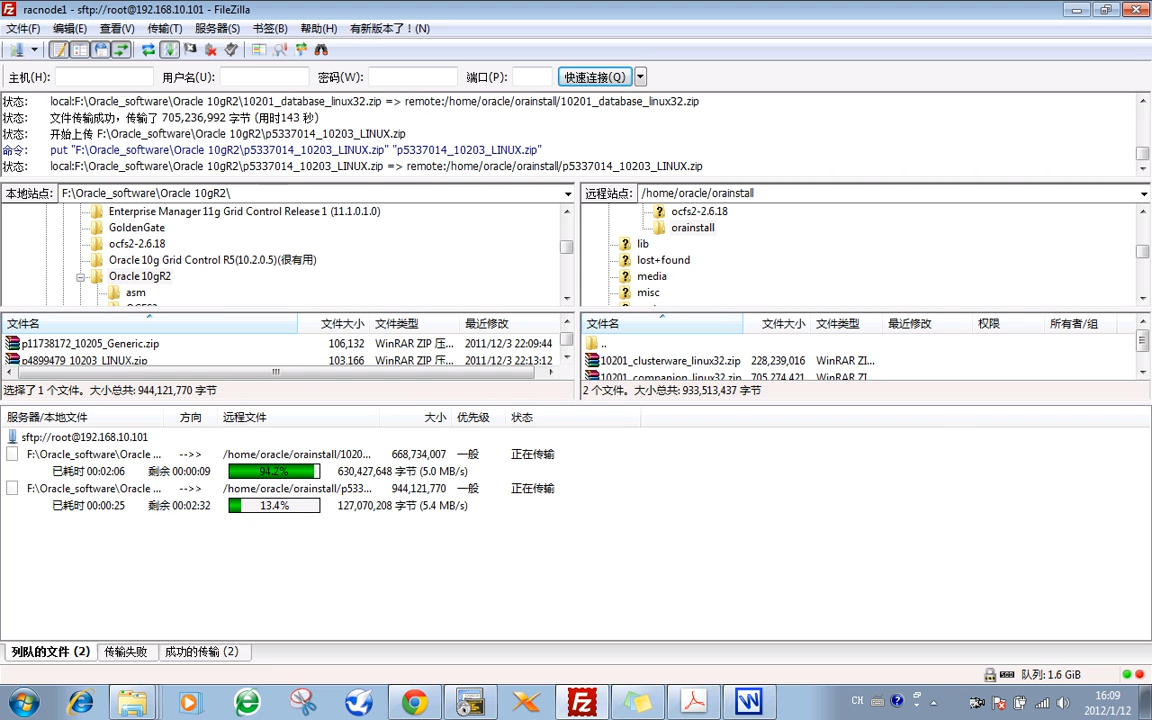 racnode1 - sftp://root@192.168.10.101 - FileZilla
文件(F) 编辑(E) 查看(V) 传输(T) 服务器(S) 书签(B) 帮助(H) 有新版本了！(N)
主机(H): 用户名(U): 密码(W): 端口(P): 快速连接(Q)
状态: local:F:\Oracle_software\Oracle 10gR2\10201_database_linux32.zip => remote:/home/oracle/orainstall/10201_database_linux32.zip
状态: 文件传输成功，传输了 705,236,992 字节 (用时143 秒)
状态: 开始上传 F:\Oracle_software\Oracle 10gR2\p5337014_10203_LINUX.zip
命令: put "F:\Oracle_software\Oracle 10gR2\p5337014_10203_LINUX.zip" "p5337014_10203_LINUX.zip"
状态: local:F:\Oracle_software\Oracle 10gR2\p5337014_10203_LINUX.zip => remote:/home/oracle/orainstall/p5337014_10203_LINUX.zip
本地站点: F:\Oracle_software\Oracle 10gR2\
Enterprise Manager 11g Grid Control Release 1 (11.1.0.1.0)
GoldenGate
ocfs2-2.6.18
Oracle 10g Grid Control R5(10.2.0.5)(很有用)
Oracle 10gR2
asm
远程站点: /home/oracle/orainstall
ocfs2-2.6.18
orainstall
lib
lost+found
media
misc
文件名 文件大小 文件类型 最近修改
p11738172_10205_Generic.zip 106,132 WinRAR ZIP 压... 2011/12/3 22:09:44
p4899479_10203_LINUX.zip 103,166 WinRAR ZIP 压... 2011/12/3 22:13:12
选择了 1 个文件。大小总共: 944,121,770 字节
文件名 文件大小 文件类型 最近修改 权限 所有者/组
..
10201_clusterware_linux32.zip 228,239,016 WinRAR ZI...
10201_companion_linux32.zip 705,274,421 WinRAR ZI...
2 个文件。大小总共: 933,513,437 字节
服务器/本地文件 方向 远程文件 大小 优先级 状态
sftp://root@192.168.10.101
F:\Oracle_software\Oracle ... -->> /home/oracle/orainstall/1020... 668,734,007 一般 正在传输
已耗时 00:02:06 剩余 00:00:09 94.2% 630,427,648 字节 (5.0 MB/s)
F:\Oracle_software\Oracle ... -->> /home/oracle/orainstall/p533... 944,121,770 一般 正在传输
已耗时 00:00:25 剩余 00:02:32 13.4% 127,070,208 字节 (5.4 MB/s)
列队的文件 (2) 传输失败 成功的传输 (2)
队列: 1.6 GiB
CH 16:09
2012/1/12